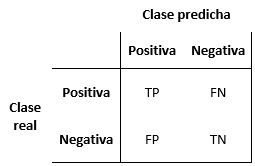 Clase predicha
Positiva Negativa
Clase real
Positiva TP FN
Negativa FP TN